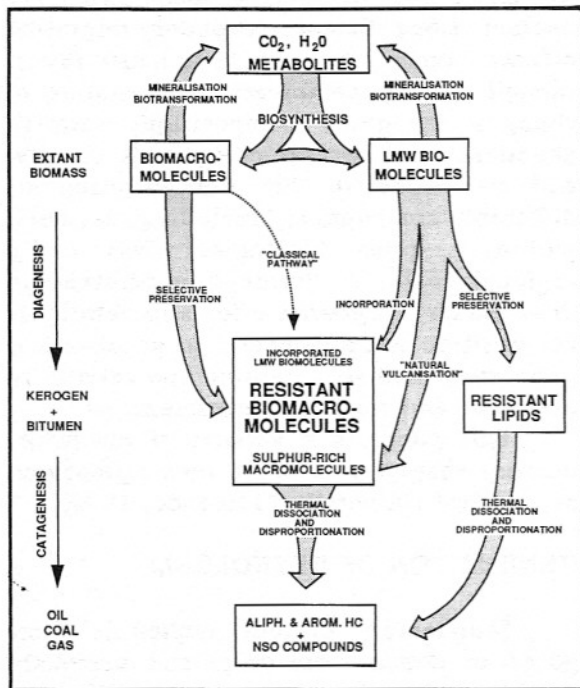 CO2, H2O
METABOLITES
MINERALISATION
BIOTRANSFORMATION
MINERALISATION
BIOTRANSFORMATION
BIOSYNTHESIS
EXTANT
BIOMASS
BIOMACRO-
MOLECULES
LMW BIO-
MOLECULES
DIAGENESIS
"CLASSICAL
PATHWAY"
SELECTIVE
PRESERVATION
INCORPORATION
SELECTIVE
PRESERVATION
INCORPORATED
LMW BIOMOLECULES
RESISTANT
BIOMACRO-
MOLECULES
SULPHUR-RICH
MACROMOLECULES
"NATURAL
VULCANISATION"
RESISTANT
LIPIDS
KEROGEN
+
BITUMEN
CATAGENESIS
THERMAL
DISSOCIATION
AND
DISPROPORTIONATION
THERMAL
DISSOCIATION
AND
DISPROPORTIONATION
OIL
COAL
GAS
ALIPH. & AROM. HC
+
NSO COMPOUNDS